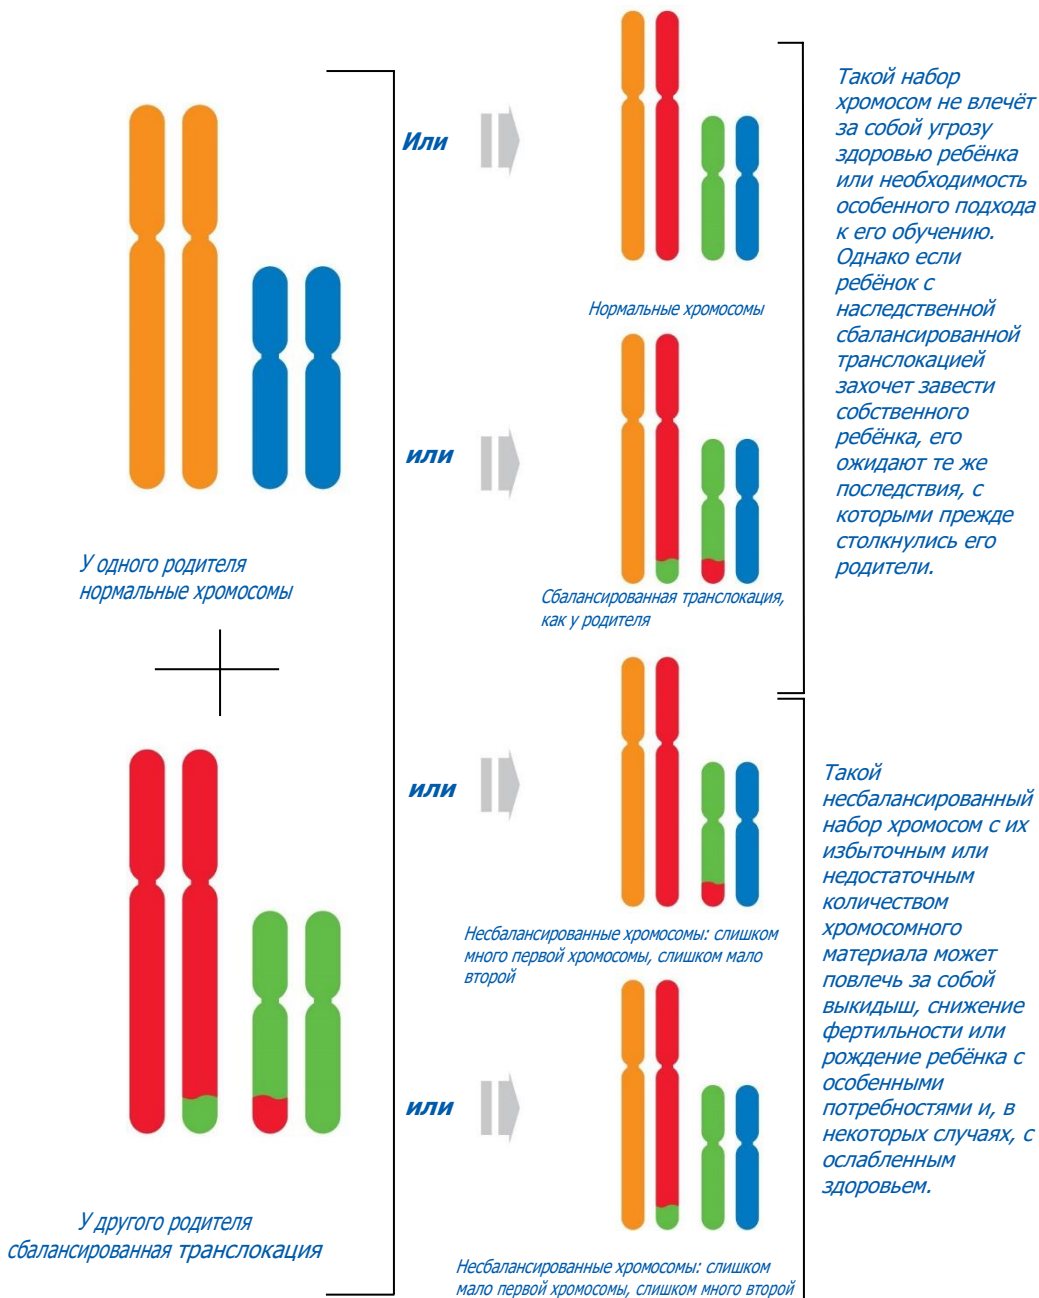 Или
Нормальные хромосомы
Такой набор
хромосом не влечёт
за собой угрозу
здоровью ребёнка
или необходимость
особенного подхода
к его обучению.
Однако если
ребёнок с
наследственной
сбалансированной
транслокацией
захочет завести
собственного
ребёнка, его
ожидают те же
последствия, с
которыми прежде
столкнулись его
родители.
или
Сбалансированная транслокация,
как у родителя
У одного родителя
нормальные хромосомы
или
Несбалансированные хромосомы: слишком
много первой хромосомы, слишком мало
второй
Такой
несбалансированный
набор хромосом с их
избыточным или
недостаточным
количеством
хромосомного
материала может
повлечь за собой
выкидыш, снижение
фертильности или
рождение ребёнка с
особенными
потребностями и, в
некоторых случаях, с
ослабленным
здоровьем.
или
У другого родителя
сбалансированная транслокация
Несбалансированные хромосомы: слишком
мало первой хромосомы, слишком много второй